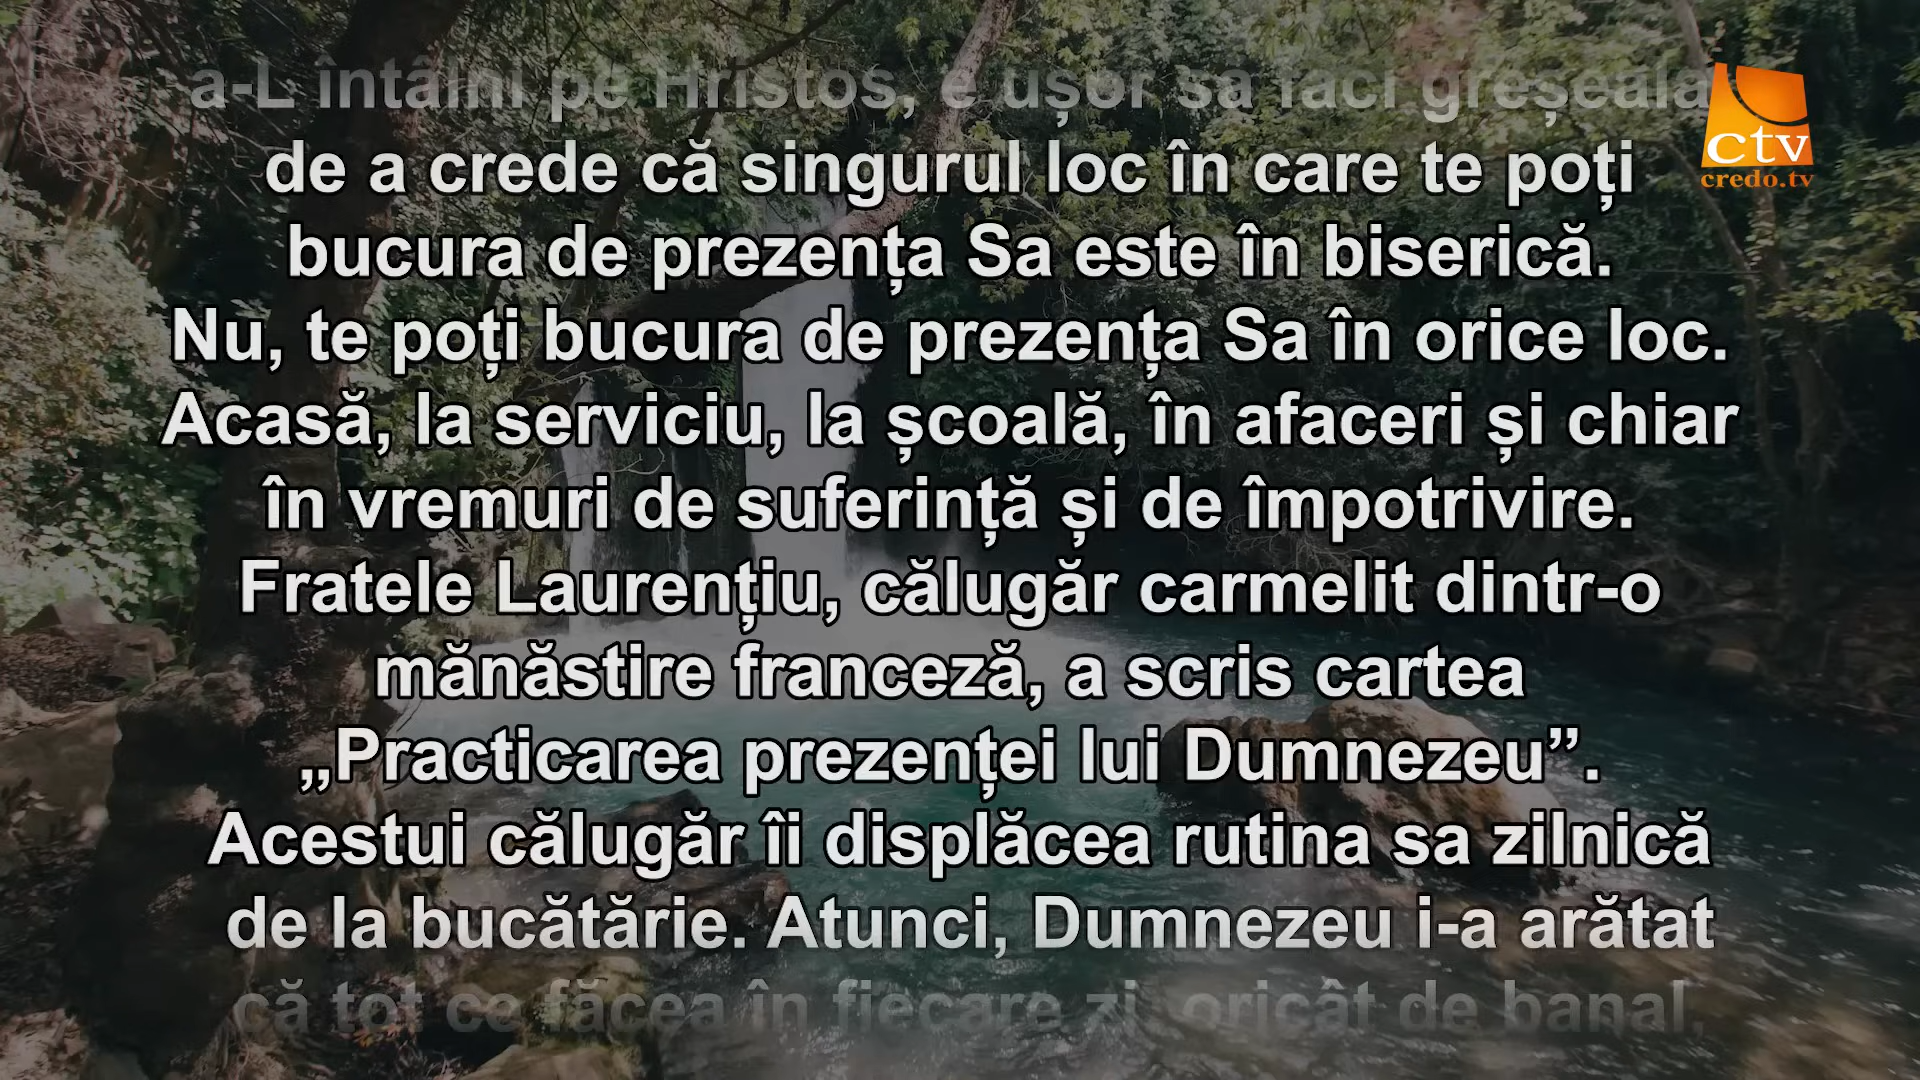 a-L întâlni pe Hristos, e ușor să faci greșeala
de a crede că singurul loc în care te poți
bucura de prezența Sa este în biserică.
Nu, te poți bucura de prezența Sa în orice loc.
Acasă, la serviciu, la școală, în afaceri și chiar
în vremuri de suferință și de împotrivire.
Fratele Laurențiu, călugăr carmelit dintr-o
mănăstire franceză, a scris cartea
„Practicarea prezenței lui Dumnezeu”.
Acestui călugăr îi displăcea rutina sa zilnică
de la bucătărie. Atunci, Dumnezeu i-a arătat
că tot ce făcea în fiecare zi, oricât de banal,
ctv
credo.tv